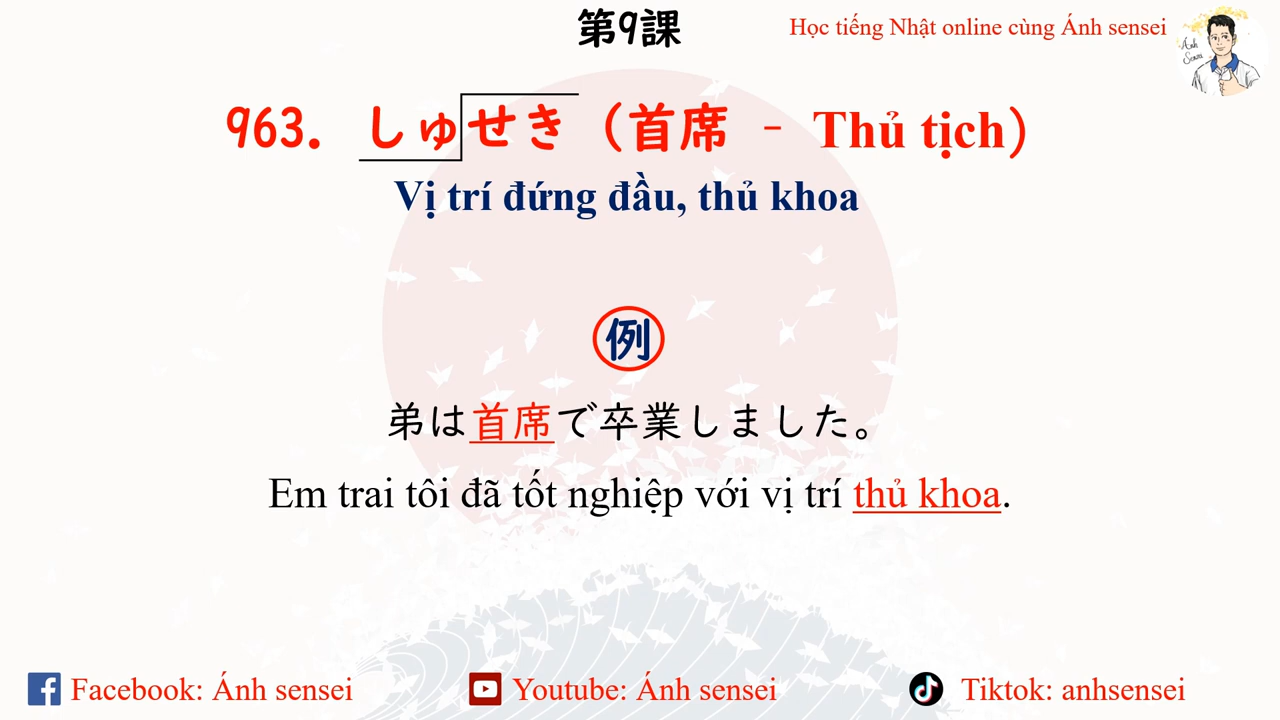 第9課
Học tiếng Nhật online cùng Ánh sensei
Ánh
Sensei
963. しゅせき（首席 - Thủ tịch）
Vị trí đứng đầu, thủ khoa
例
弟は首席で卒業しました。
Em trai tôi đã tốt nghiệp với vị trí thủ khoa.
Facebook: Ánh sensei
Youtube: Ánh sensei
Tiktok: anhsensei